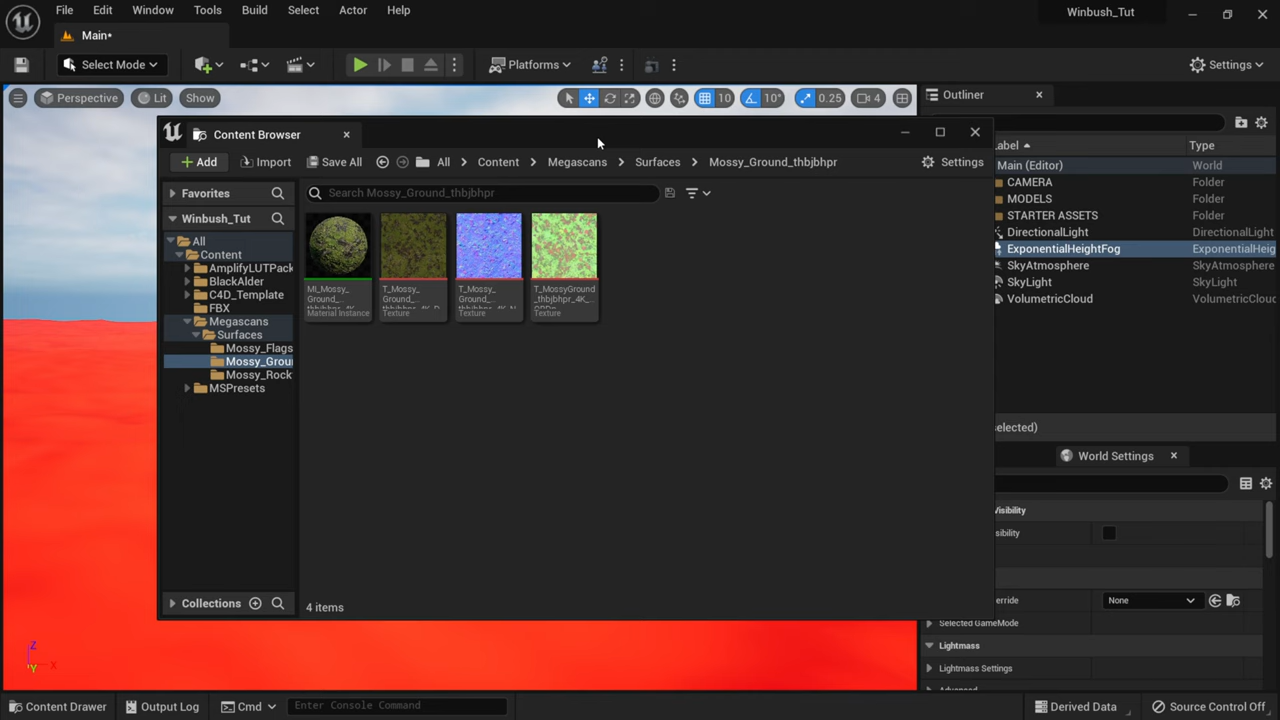 File Edit Window Tools Build Select Actor Help
Winbush_Tut
Main*
Select Mode
Platforms
Settings
Perspective Lit Show
10 10° 0.25 4
Outliner
Content Browser
Add Import Save All All Content Megascans Surfaces Mossy_Ground_thbjbhpr Settings
Favorites
Search Mossy_Ground_thbjbhpr
Winbush_Tut
All
Content
AmplifyLUTPack
BlackAlder
C4D_Template
FBX
Megascans
Surfaces
Mossy_Flags
Mossy_Grou
Mossy_Rock
MSPresets
MI_Mossy_
Ground_...
Material Instance
T_Mossy_
Ground_...
Texture
T_Mossy_
Ground_...
Texture
T_MossyGround
_thbjbhpr_4K_...
Texture
Collections
4 items
abel Type
Main (Editor) World
CAMERA Folder
MODELS Folder
STARTER ASSETS Folder
DirectionalLight DirectionalLight
ExponentialHeightFog ExponentialHeig
SkyAtmosphere SkyAtmosphere
SkyLight SkyLight
VolumetricCloud VolumetricCloud
selected)
World Settings
isibility
sibility
erride None
Selected GameMode
Lightmass
Lightmass Settings
Z
X
Y
Content Drawer Output Log Cmd Enter Console Command Derived Data Source Control Off